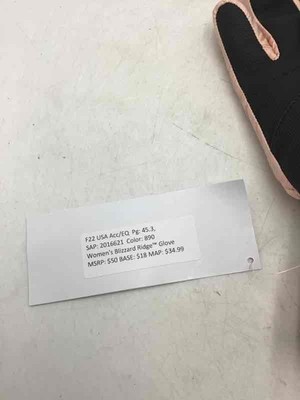 F22 USA Acc/EQ Pg: 45.3,
SAP: 2016621 Color: 890
Women's Blizzard Ridge™ Glove
MSRP: $50 BASE: $18 MAP: $34.99